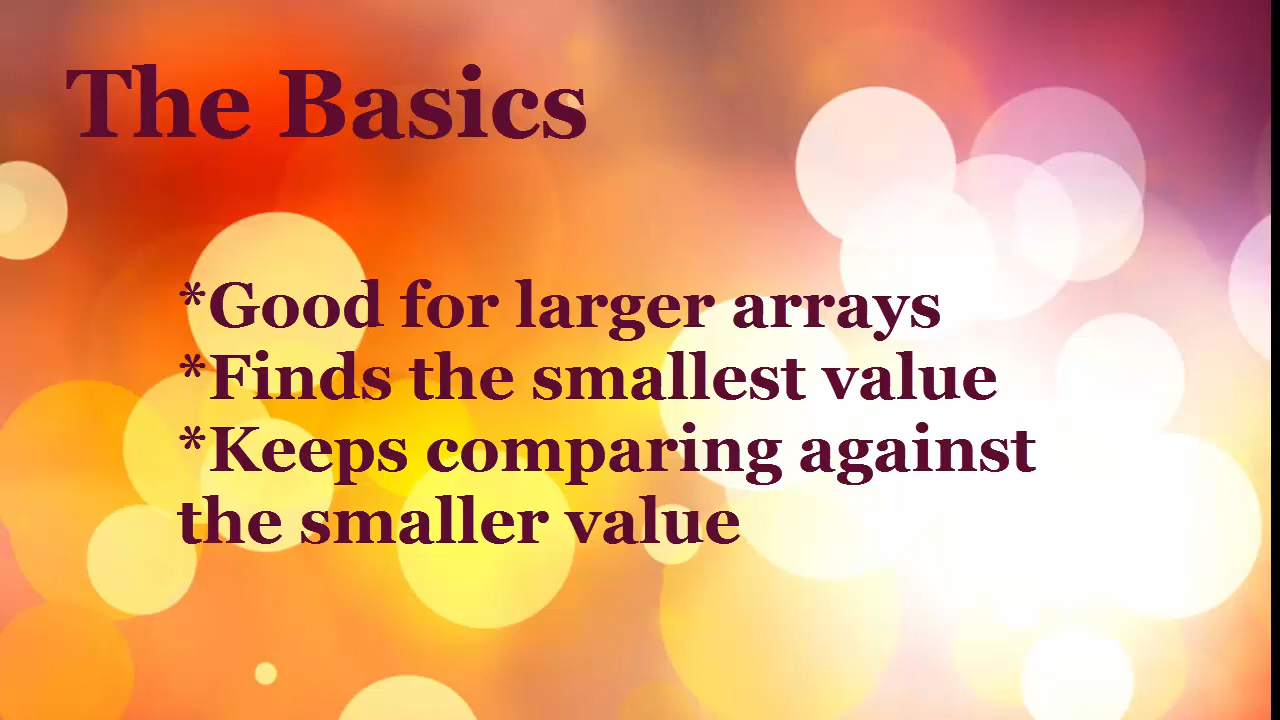 The Basics
*Good for larger arrays
*Finds the smallest value
*Keeps comparing against
the smaller value